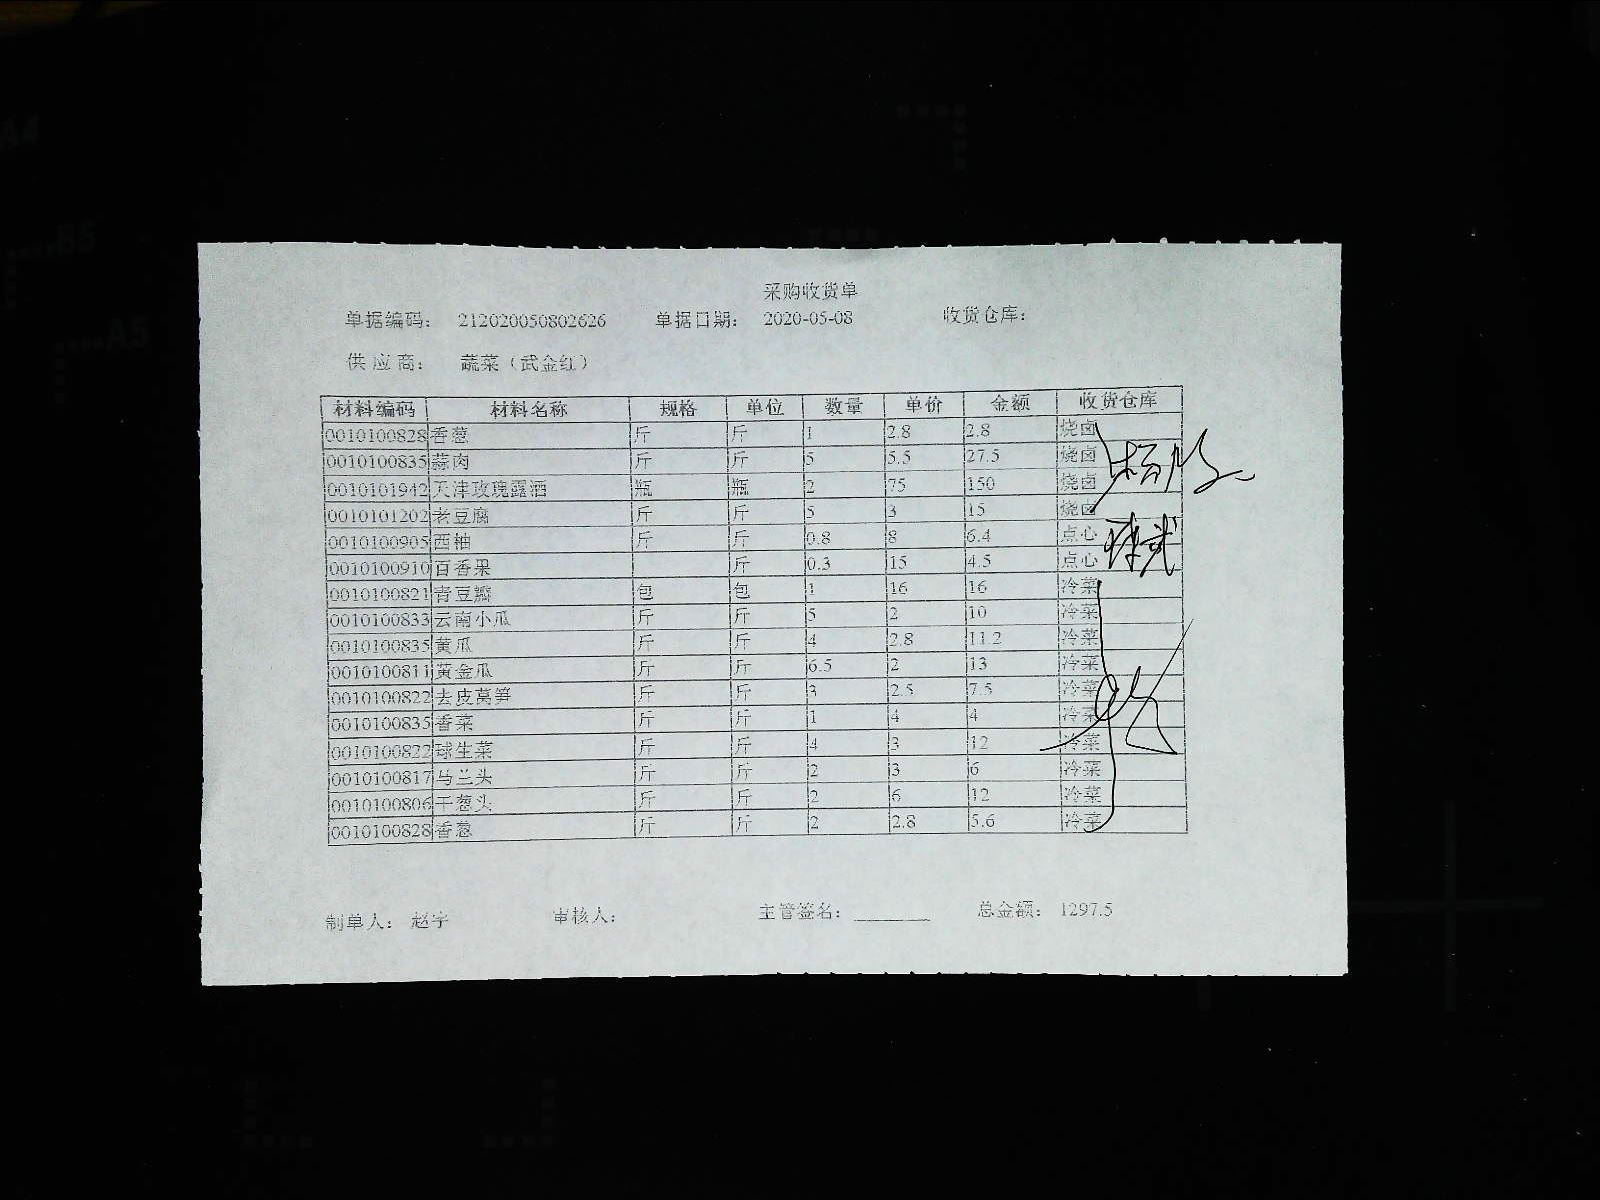 采购收货单
单据编码： 212020050802626 单据日期： 2020-05-08 收货仓库：
供 应 商： 蔬菜（武金红）
材料编码 材料名称 规格 单位 数量 单价 金额 收货仓库
0010100828 香葱 斤 斤 1 2.8 2.8 烧卤
0010100835 蒜肉 斤 斤 5 5.5 27.5 烧卤
0010101942 天津玫瑰露酒 瓶 瓶 2 75 150 烧卤
0010101202 老豆腐 斤 斤 5 3 15 烧卤
0010100905 西柚 斤 斤 0.8 8 6.4 点心
0010100910 百香果 斤 0.3 15 4.5 点心
0010100821 青豆瓣 包 包 1 16 16 冷菜
0010100833 云南小瓜 斤 斤 5 2 10 冷菜
0010100835 黄瓜 斤 斤 4 2.8 11.2 冷菜
0010100811 黄金瓜 斤 斤 6.5 2 13 冷菜
0010100822 去皮莴笋 斤 斤 3 2.5 7.5 冷菜
0010100835 香菜 斤 斤 1 4 4 冷菜
0010100822 球生菜 斤 斤 4 3 12 冷菜
0010100817 马兰头 斤 斤 2 3 6 冷菜
0010100806 干葱头 斤 斤 2 6 12 冷菜
0010100828 香葱 斤 斤 2 2.8 5.6 冷菜
制单人： 赵宇 审核人： 主管签名： 总金额： 1297.5